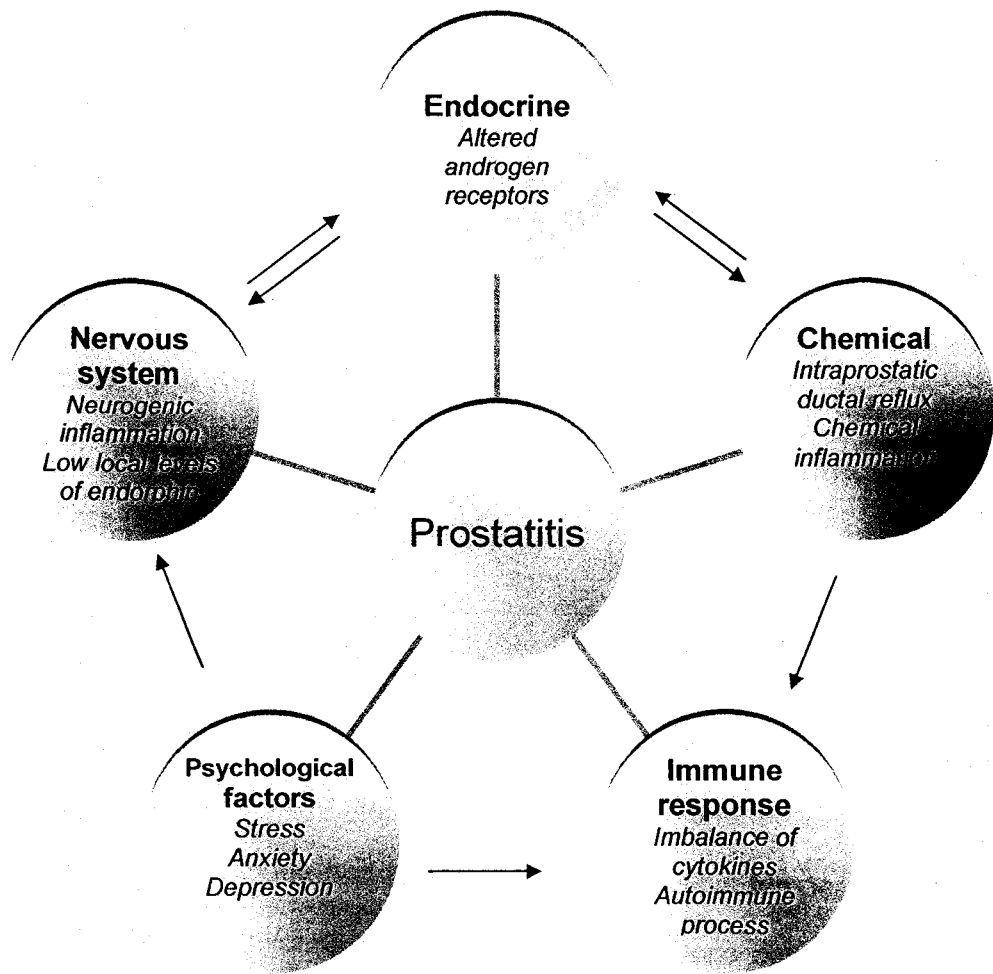 Endocrine
Altered
androgen
receptors
Nervous
system
Neurogenic
inflammation
Low local levels
of endorphin
Chemical
Intraprostatic
ductal reflux
Chemical
inflammation
Prostatitis
Psychological
factors
Stress
Anxiety
Depression
Immune
response
Imbalance of
cytokines
Autoimmune
process